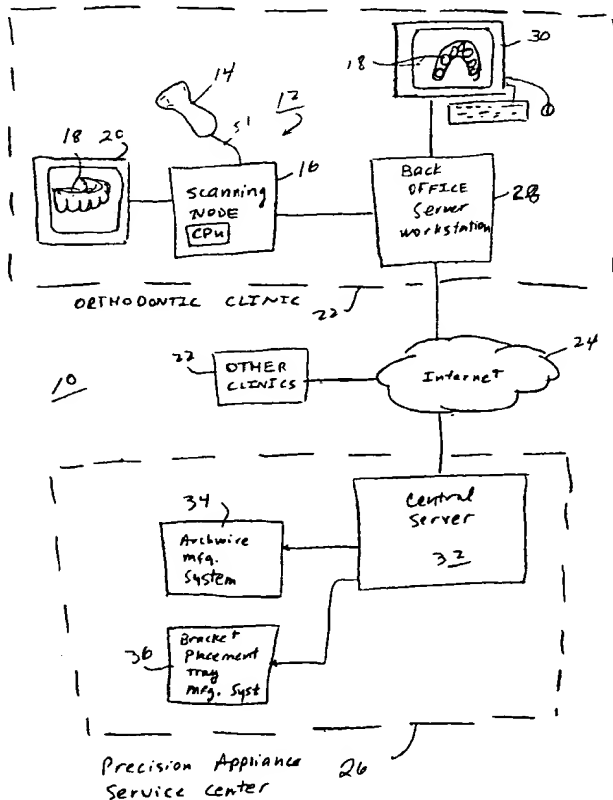 14
12
18
30
51
18
20
16
Scanning
NODE
CPU
BACK
OFFICE
Server
Workstation
28
ORTHODONTIC CLINIC
22
24
22
OTHER
CLINICS
Internet
10
Central
Server
32
34
Archwire
mfg.
System
36
Bracket
Placement
Tray
Mfg. Syst
Precision Appliance
Service Center
26